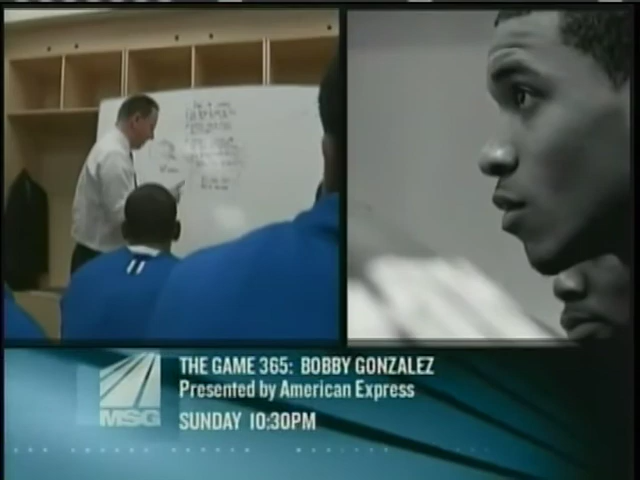 THE GAME 365: BOBBY GONZALEZ
Presented by American Express
MSG
SUNDAY 10:30PM